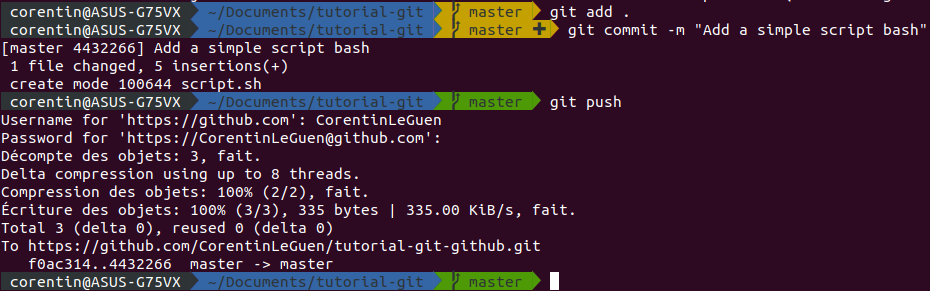 corentin@ASUS-G75VX ~/Documents/tutorial-git master git add .
corentin@ASUS-G75VX ~/Documents/tutorial-git master ✚ git commit -m "Add a simple script bash"
[master 4432266] Add a simple script bash
 1 file changed, 5 insertions(+)
 create mode 100644 script.sh
corentin@ASUS-G75VX ~/Documents/tutorial-git master git push
Username for 'https://github.com': CorentinLeGuen
Password for 'https://CorentinLeGuen@github.com':
Décompte des objets: 3, fait.
Delta compression using up to 8 threads.
Compression des objets: 100% (2/2), fait.
Écriture des objets: 100% (3/3), 335 bytes | 335.00 KiB/s, fait.
Total 3 (delta 0), reused 0 (delta 0)
To https://github.com/CorentinLeGuen/tutorial-git-github.git
   f0ac314..4432266  master -> master
corentin@ASUS-G75VX ~/Documents/tutorial-git master